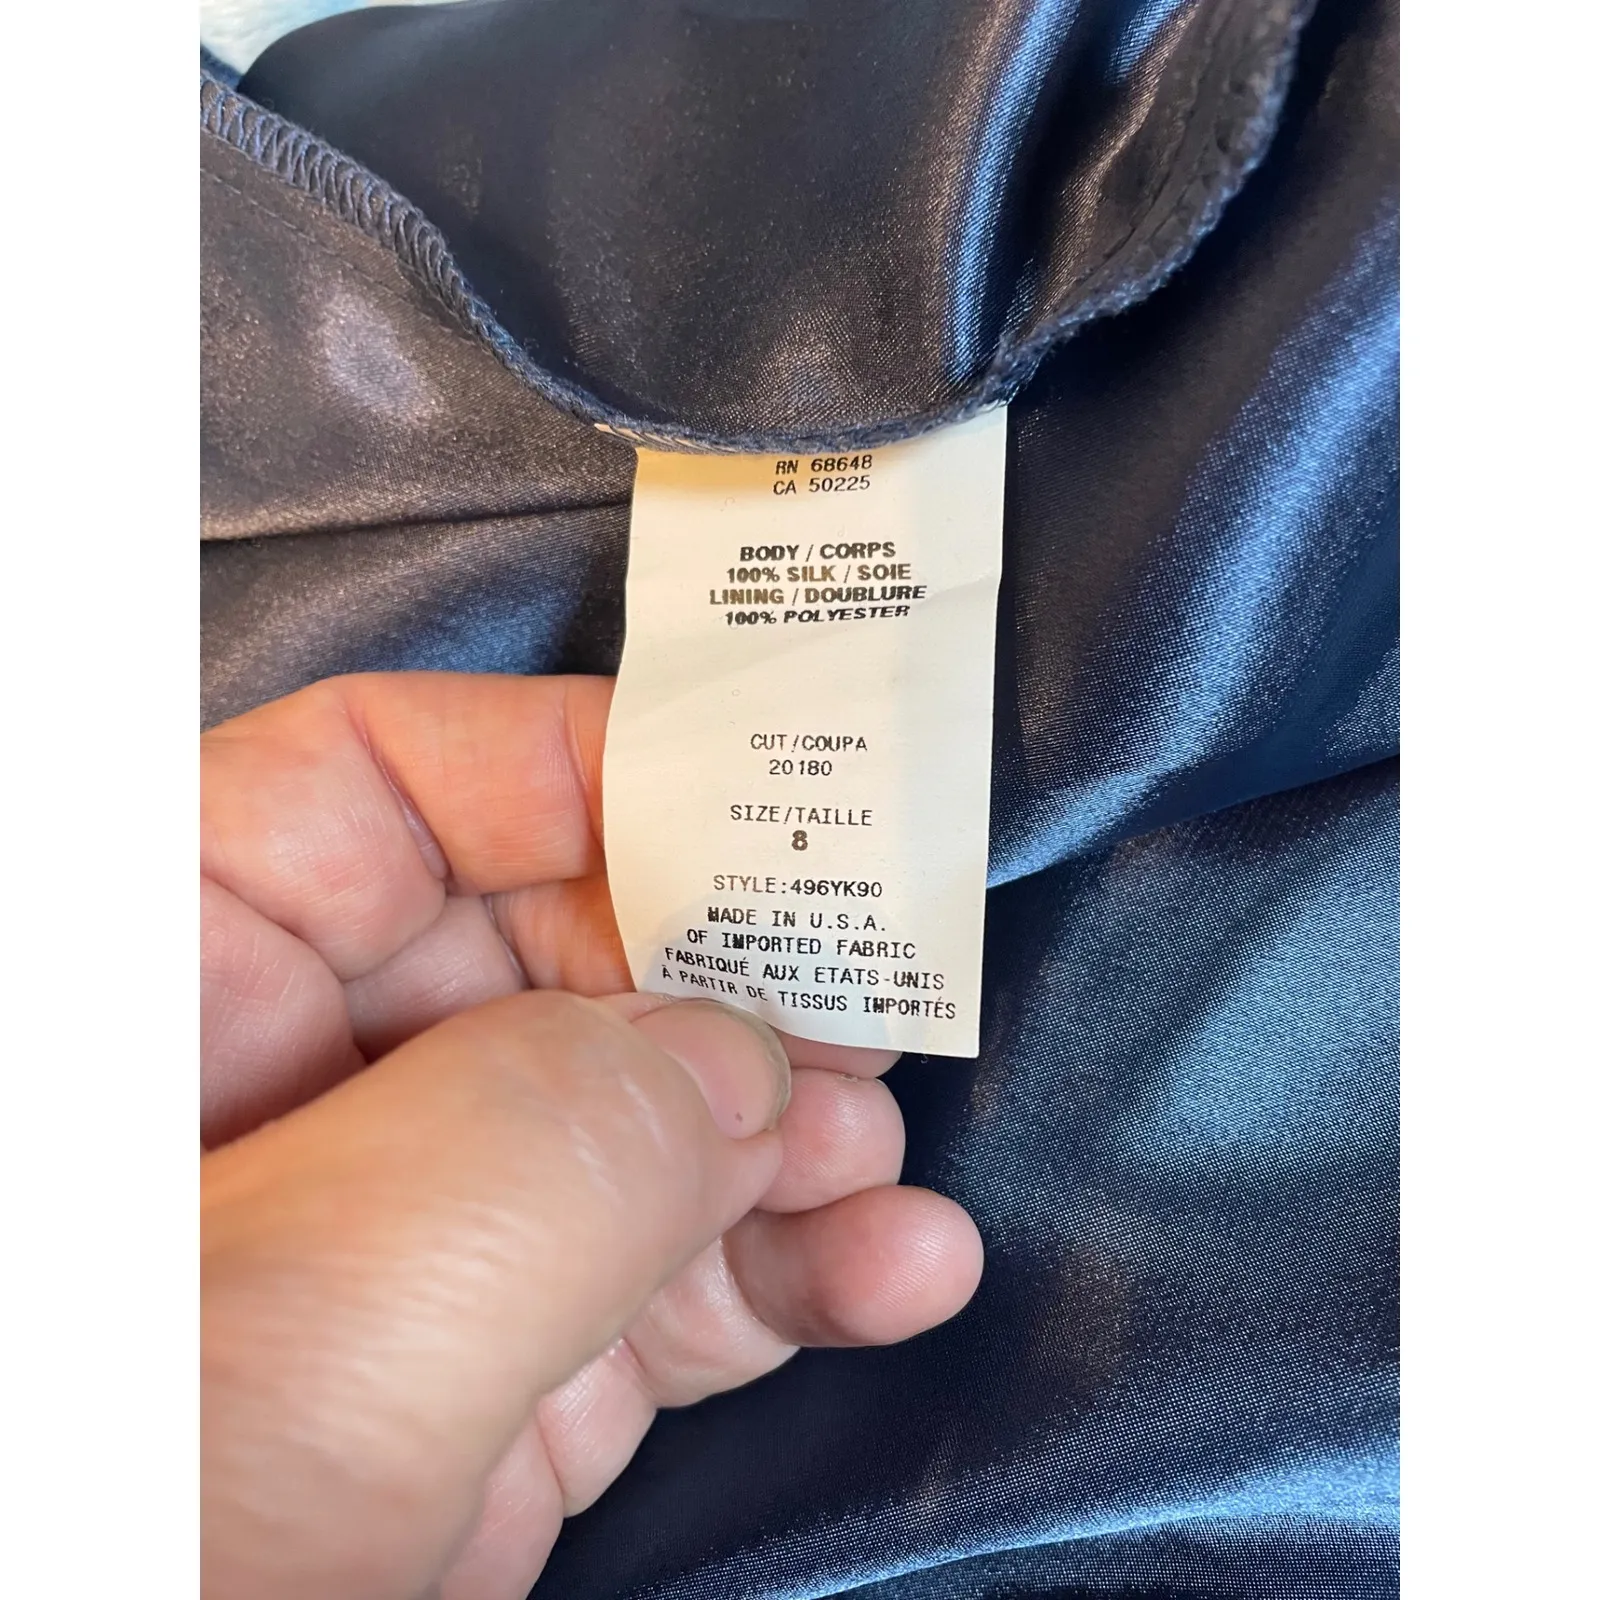 RN 68648
CA 50225
BODY / CORPS
100% SILK / SOIE
LINING / DOUBLURE
100% POLYESTER
CUT/COUPA
20180
SIZE/TAILLE
8
STYLE:496YK90
MADE IN U.S.A.
OF IMPORTED FABRIC
FABRIQUÉ AUX ETATS-UNIS
À PARTIR DE TISSUS IMPORTÉS